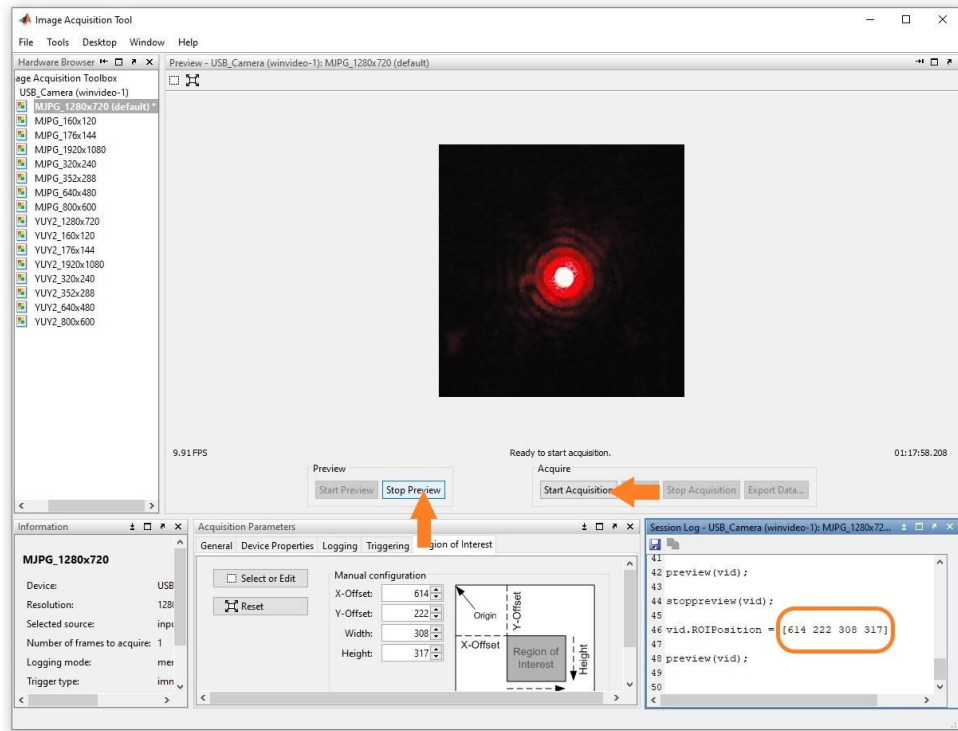 Image Acquisition Tool
File Tools Desktop Window Help
Hardware Browser
age Acquisition Toolbox
USB_Camera (winvideo-1)
MJPG_1280x720 (default) *
MJPG_160x120
MJPG_176x144
MJPG_1920x1080
MJPG_320x240
MJPG_352x288
MJPG_640x480
MJPG_800x600
YUY2_1280x720
YUY2_160x120
YUY2_176x144
YUY2_1920x1080
YUY2_320x240
YUY2_352x288
YUY2_640x480
YUY2_800x600
Preview - USB_Camera (winvideo-1): MJPG_1280x720 (default)
9.91 FPS
Ready to start acquisition.
01:17:58.208
Preview
Start Preview
Stop Preview
Acquire
Start Acquisition
Stop Acquisition
Export Data...
Information
MJPG_1280x720
Device: USB
Resolution: 128
Selected source: inpu
Number of frames to acquire: 1
Logging mode: mer
Trigger type: imn
Acquisition Parameters
General
Device Properties
Logging
Triggering
egion of Interest
Select or Edit
Reset
Manual configuration
X-Offset: 614
Y-Offset: 222
Width: 308
Height: 317
Origin
Y-Offset
X-Offset
Region of
Interest
Height
Session Log - USB_Camera (winvideo-1): MJPG_1280x72...
41
42 preview(vid);
43
44 stoppreview(vid);
45
46 vid.ROIPosition = [614 222 308 317]
47
48 preview(vid);
49
50